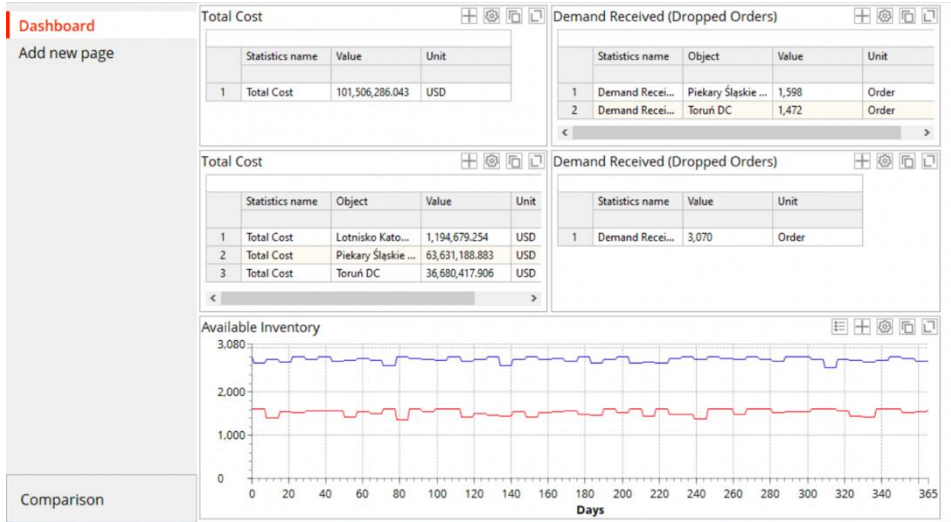 Dashboard
Add new page
Comparison
Total Cost
Statistics name Value Unit
1 Total Cost 101,506,286.043 USD
Demand Received (Dropped Orders)
Statistics name Object Value Unit
1 Demand Recei... Piekary Śląskie ... 1,598 Order
2 Demand Recei... Toruń DC 1,472 Order
Total Cost
Statistics name Object Value Unit
1 Total Cost Lotnisko Kato... 1,194,679.254 USD
2 Total Cost Piekary Śląskie ... 63,631,188.883 USD
3 Total Cost Toruń DC 36,680,417.906 USD
Demand Received (Dropped Orders)
Statistics name Value Unit
1 Demand Recei... 3,070 Order
Available Inventory
3,080
2,000
1,000
0
0 20 40 60 80 100 120 140 160 180 200 220 240 260 280 300 320 340 365
Days